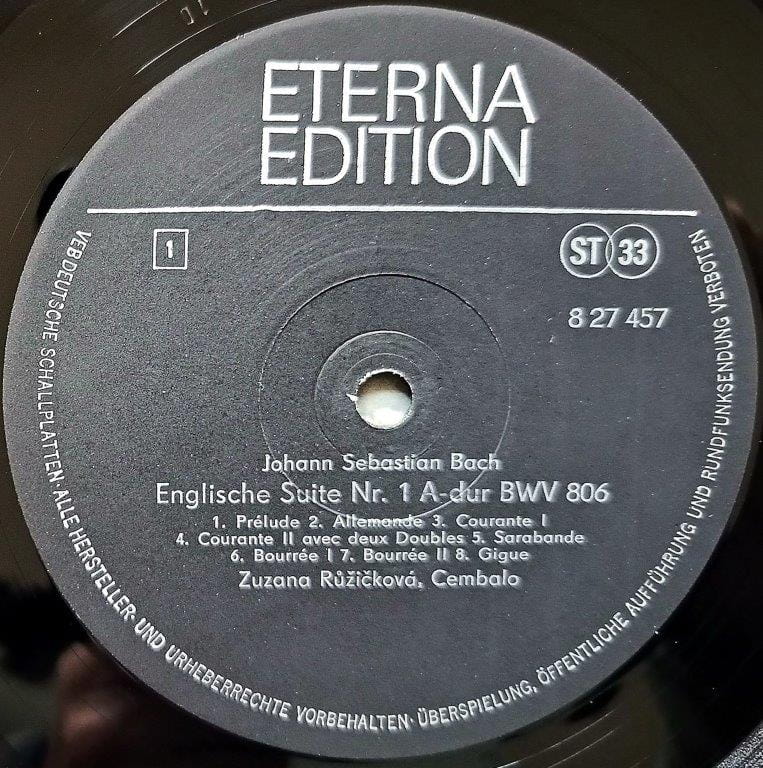 ETERNA
EDITION
1
ST 33
8 27 457
Johann Sebastian Bach
Englische Suite Nr. 1 A-dur BWV 806
1. Prélude 2. Allemande 3. Courante I
4. Courante II avec deux Doubles 5. Sarabande
6. Bourrée I 7. Bourrée II 8. Gigue
Zuzana Růžičková, Cembalo
VEB DEUTSCHE SCHALLPLATTEN · ALLE HERSTELLER- UND URHEBERRECHTE VORBEHALTEN · ÜBERSPIELUNG, ÖFFENTLICHE AUFFÜHRUNG UND RUNDFUNKSENDUNG VERBOTEN